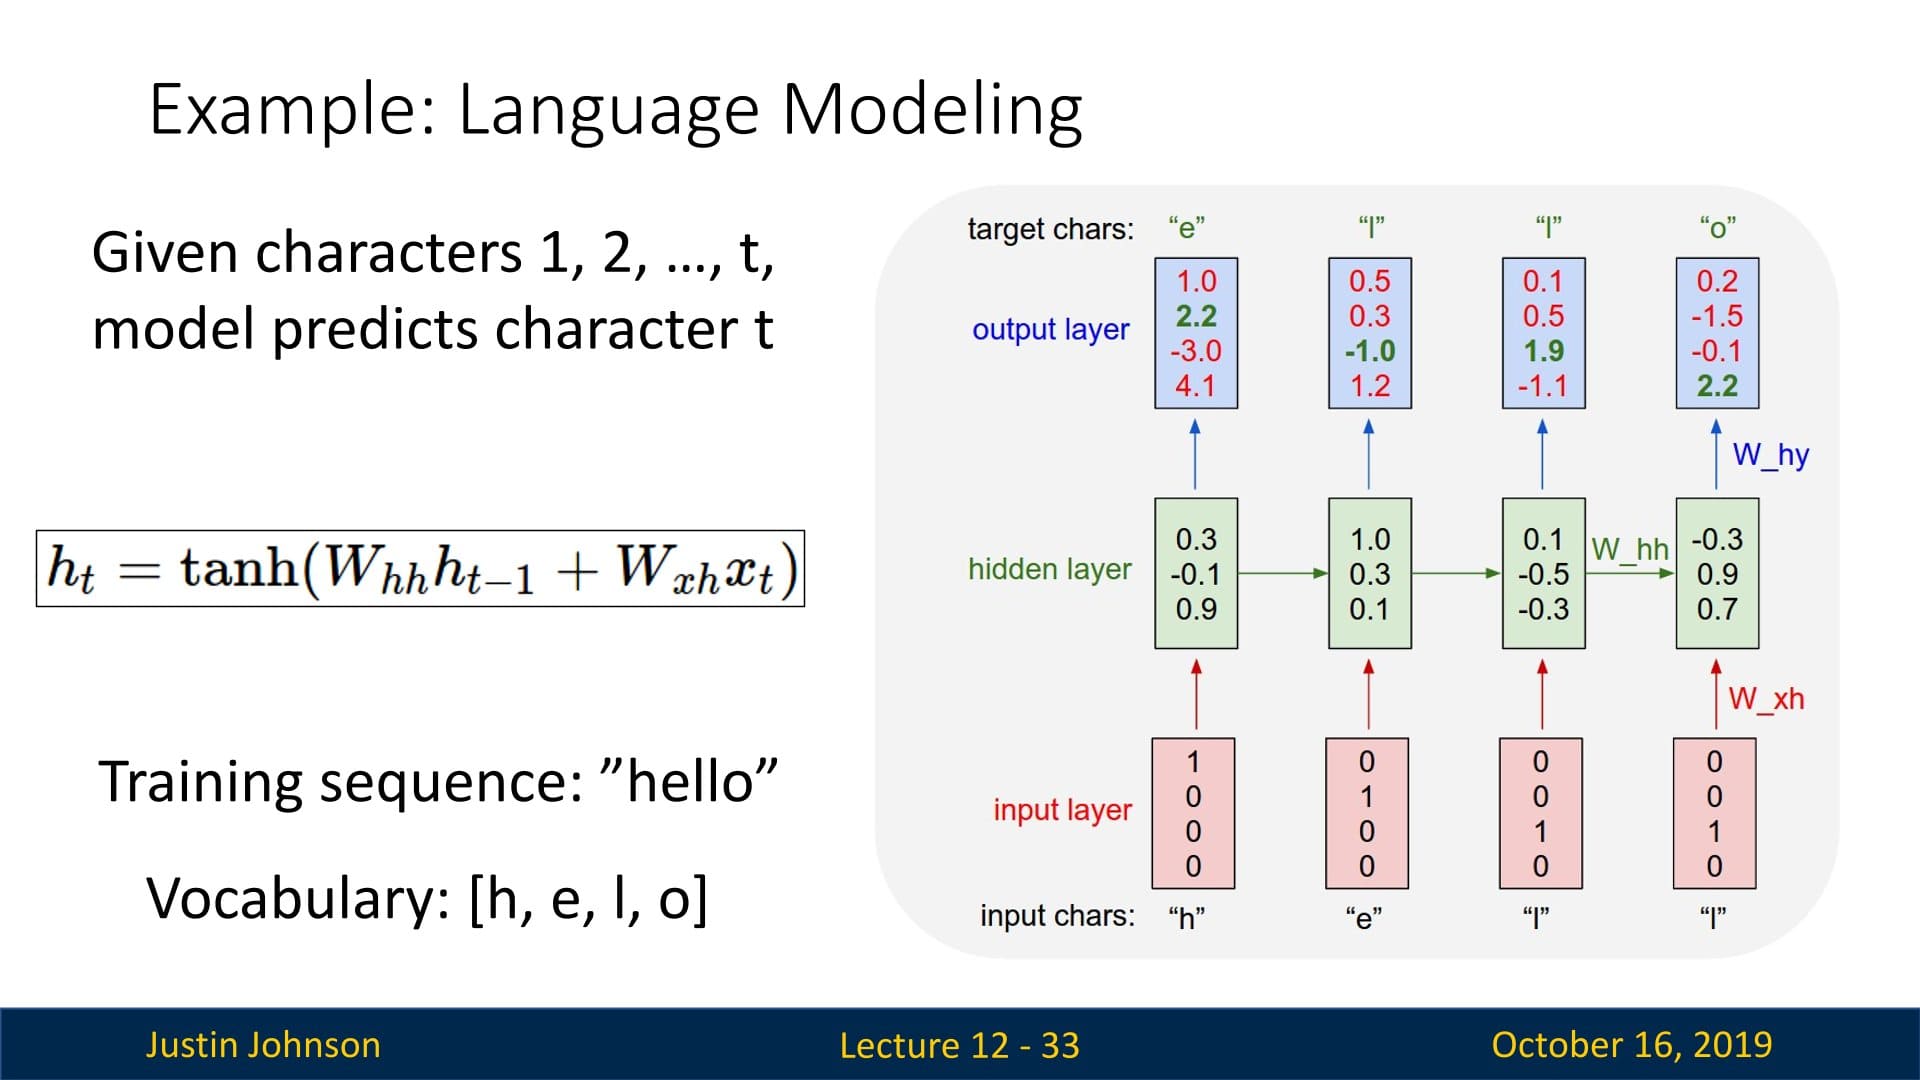 Example: Language Modeling
Given characters 1, 2, …, t,
model predicts character t
h_t = tanh(W_{hh}h_{t−1} + W_{xh}x_t)
Training sequence: ”hello”
Vocabulary: [h, e, l, o]
target chars: “e” “l” “l” “o”
output layer
1.0 0.5 0.1 0.2
2.2 0.3 0.5 -1.5
-3.0 -1.0 1.9 -0.1
4.1 1.2 -1.1 2.2
W_hy
hidden layer
0.3 1.0 0.1 -0.3
-0.1 0.3 -0.5 0.9
0.9 0.1 -0.3 0.7
W_hh
W_xh
input layer
1 0 0 0
0 1 0 0
0 0 1 1
0 0 0 0
input chars: “h” “e” “l” “l”
Justin Johnson
Lecture 12 - 33
October 16, 2019